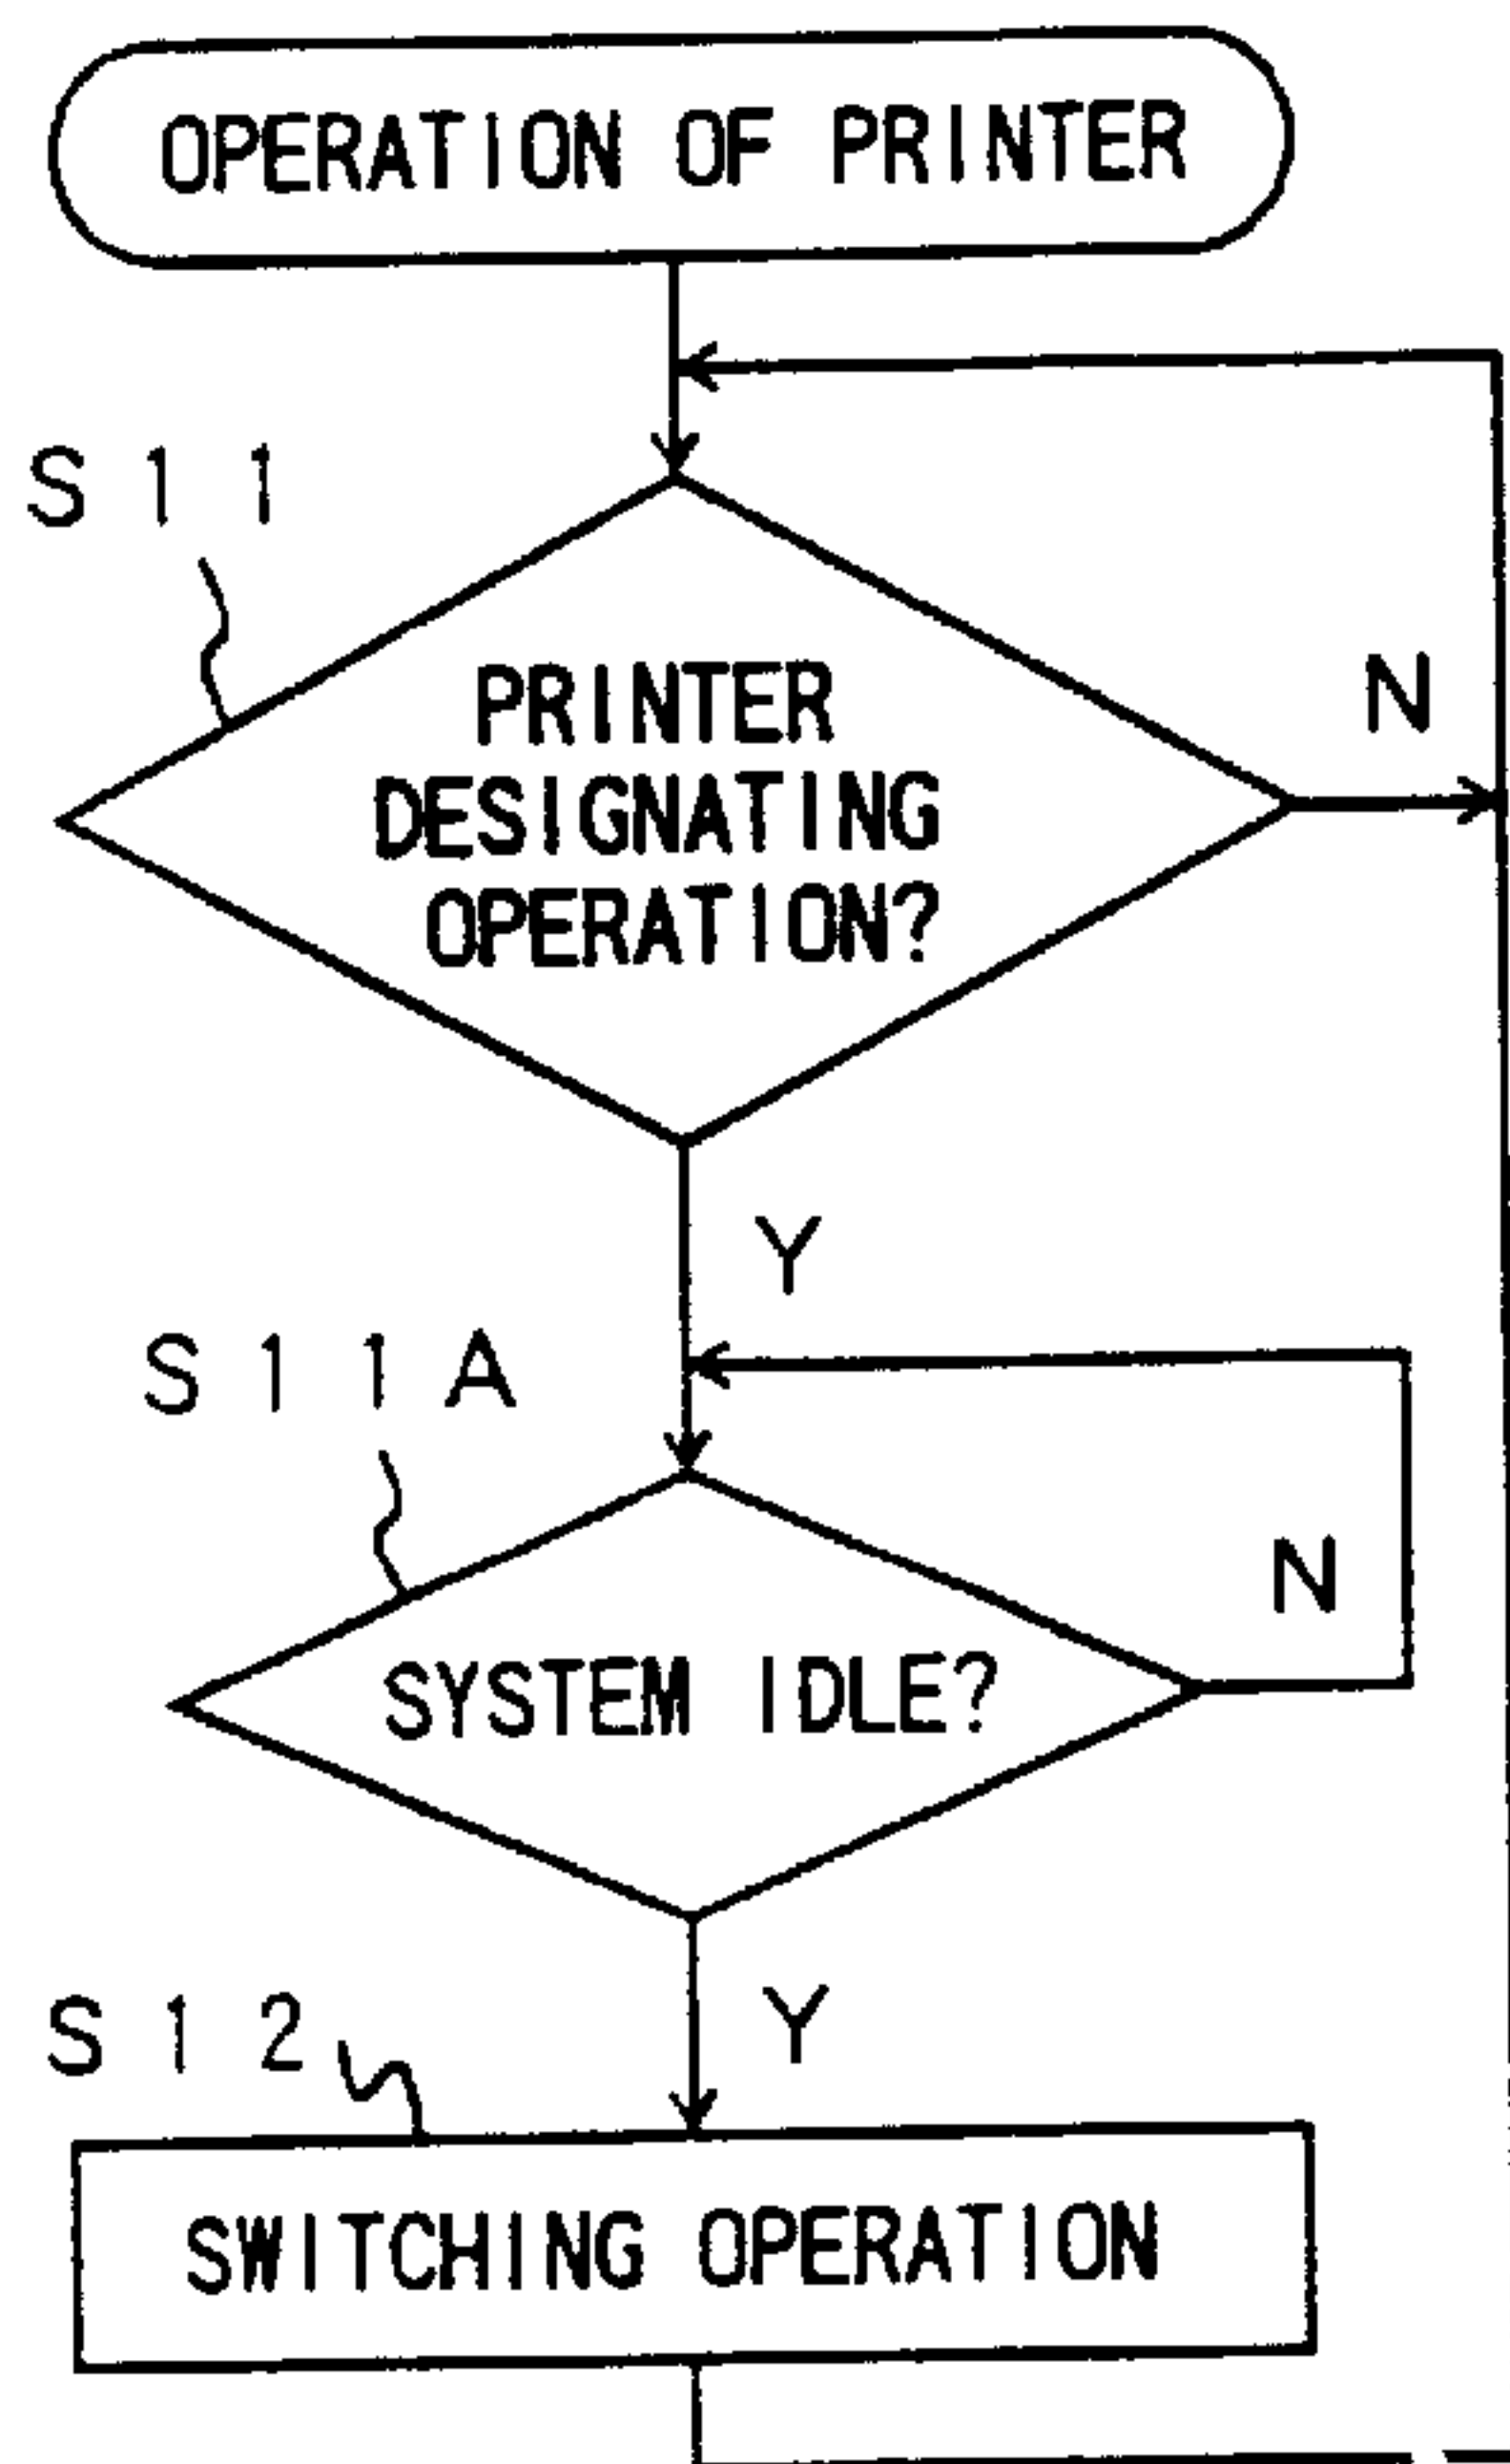 OPERATION OF PRINTER
S11
N
PRINTER
DESIGNATING
OPERATION?
Y
S11A
N
SYSTEM IDLE?
S12
Y
SWITCHING OPERATION